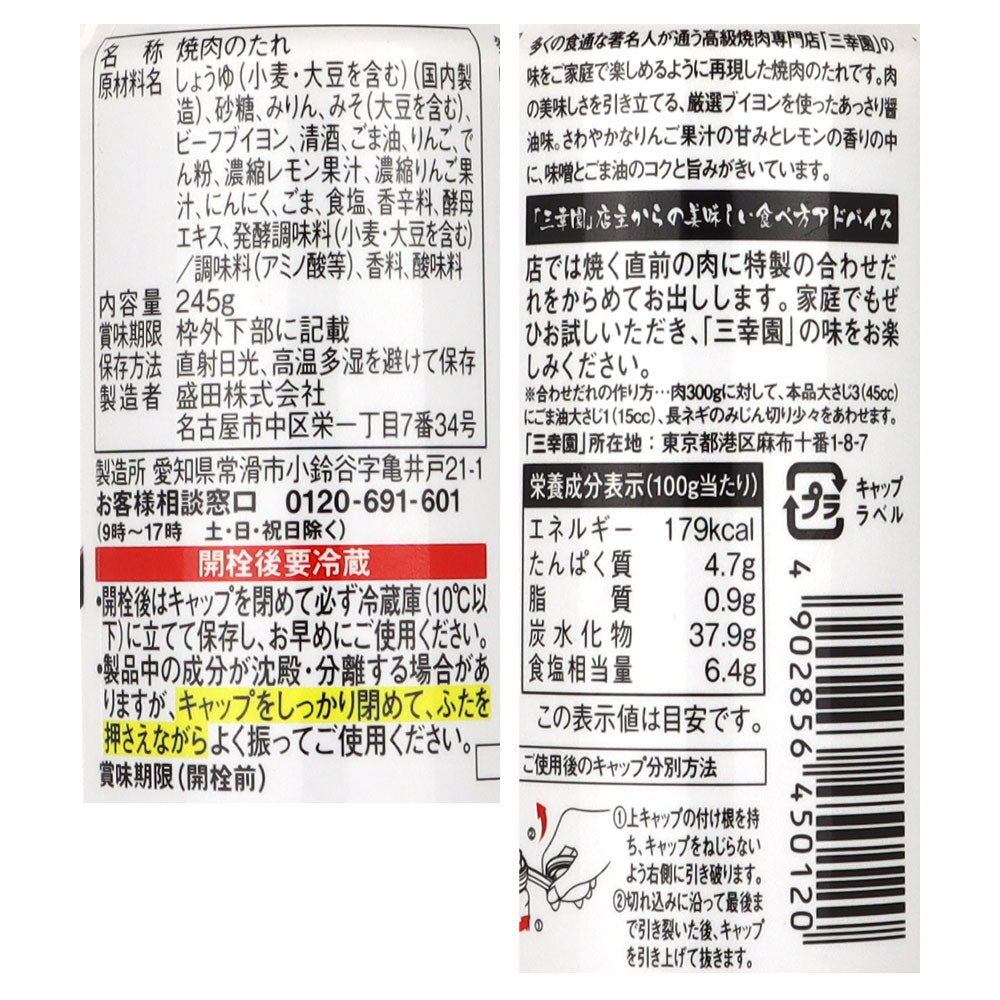 名称 焼肉のたれ
原材料名 しょうゆ(小麦・大豆を含む)(国内製
造)、砂糖、みりん、みそ(大豆を含む)、
ビーフブイヨン、清酒、ごま油、りんご、で
ん粉、濃縮レモン果汁、濃縮りんご果
汁、にんにく、ごま、食塩、香辛料、酵母
エキス、発酵調味料(小麦・大豆を含む)
/調味料(アミノ酸等)、香料、酸味料
内容量 245g
賞味期限 枠外下部に記載
保存方法 直射日光、高温多湿を避けて保存
製造者 盛田株式会社
名古屋市中区栄一丁目7番34号
製造所 愛知県常滑市小鈴谷字亀井戸21-1
お客様相談窓口 0120-691-601
(9時～17時 土・日・祝日除く)
開栓後要冷蔵
・開栓後はキャップを閉めて必ず冷蔵庫(10℃以
下)に立てて保存し、お早めにご使用ください。
・製品中の成分が沈殿・分離する場合があ
りますが、キャップをしっかり閉めて、ふたを
押さえながらよく振ってご使用ください。
賞味期限(開栓前)
多くの食通な著名人が通う高級焼肉専門店「三幸園」の
味をご家庭で楽しめるように再現した焼肉のたれです。肉
の美味しさを引き立てる、厳選ブイヨンを使ったあっさり醤
油味。さわやかなりんご果汁の甘みとレモンの香りの中
に、味噌とごま油のコクと旨みがきいています。
「三幸園」店主からの美味しい食べ方アドバイス
店では焼く直前の肉に特製の合わせだ
れをからめてお出しします。家庭でもぜ
ひお試しいただき、「三幸園」の味をお楽
しみください。
※合わせだれの作り方…肉300gに対して、本品大さじ3(45cc)
にごま油大さじ1(15cc)、長ネギのみじん切り少々をあわせます。
「三幸園」所在地：東京都港区麻布十番1-8-7
栄養成分表示(100g当たり)
エネルギー 179kcal
たんぱく質 4.7g
脂質 0.9g
炭水化物 37.9g
食塩相当量 6.4g
この表示値は目安です。
プラ
キャップ
ラベル
4 902856 450120
ご使用後のキャップ分別方法
①上キャップの付け根を持
ち、キャップをねじらない
よう右側に引き破ります。
②切れ込みに沿って最後ま
で引き裂いた後、キャップ
を引き上げて抜きます。
②
①